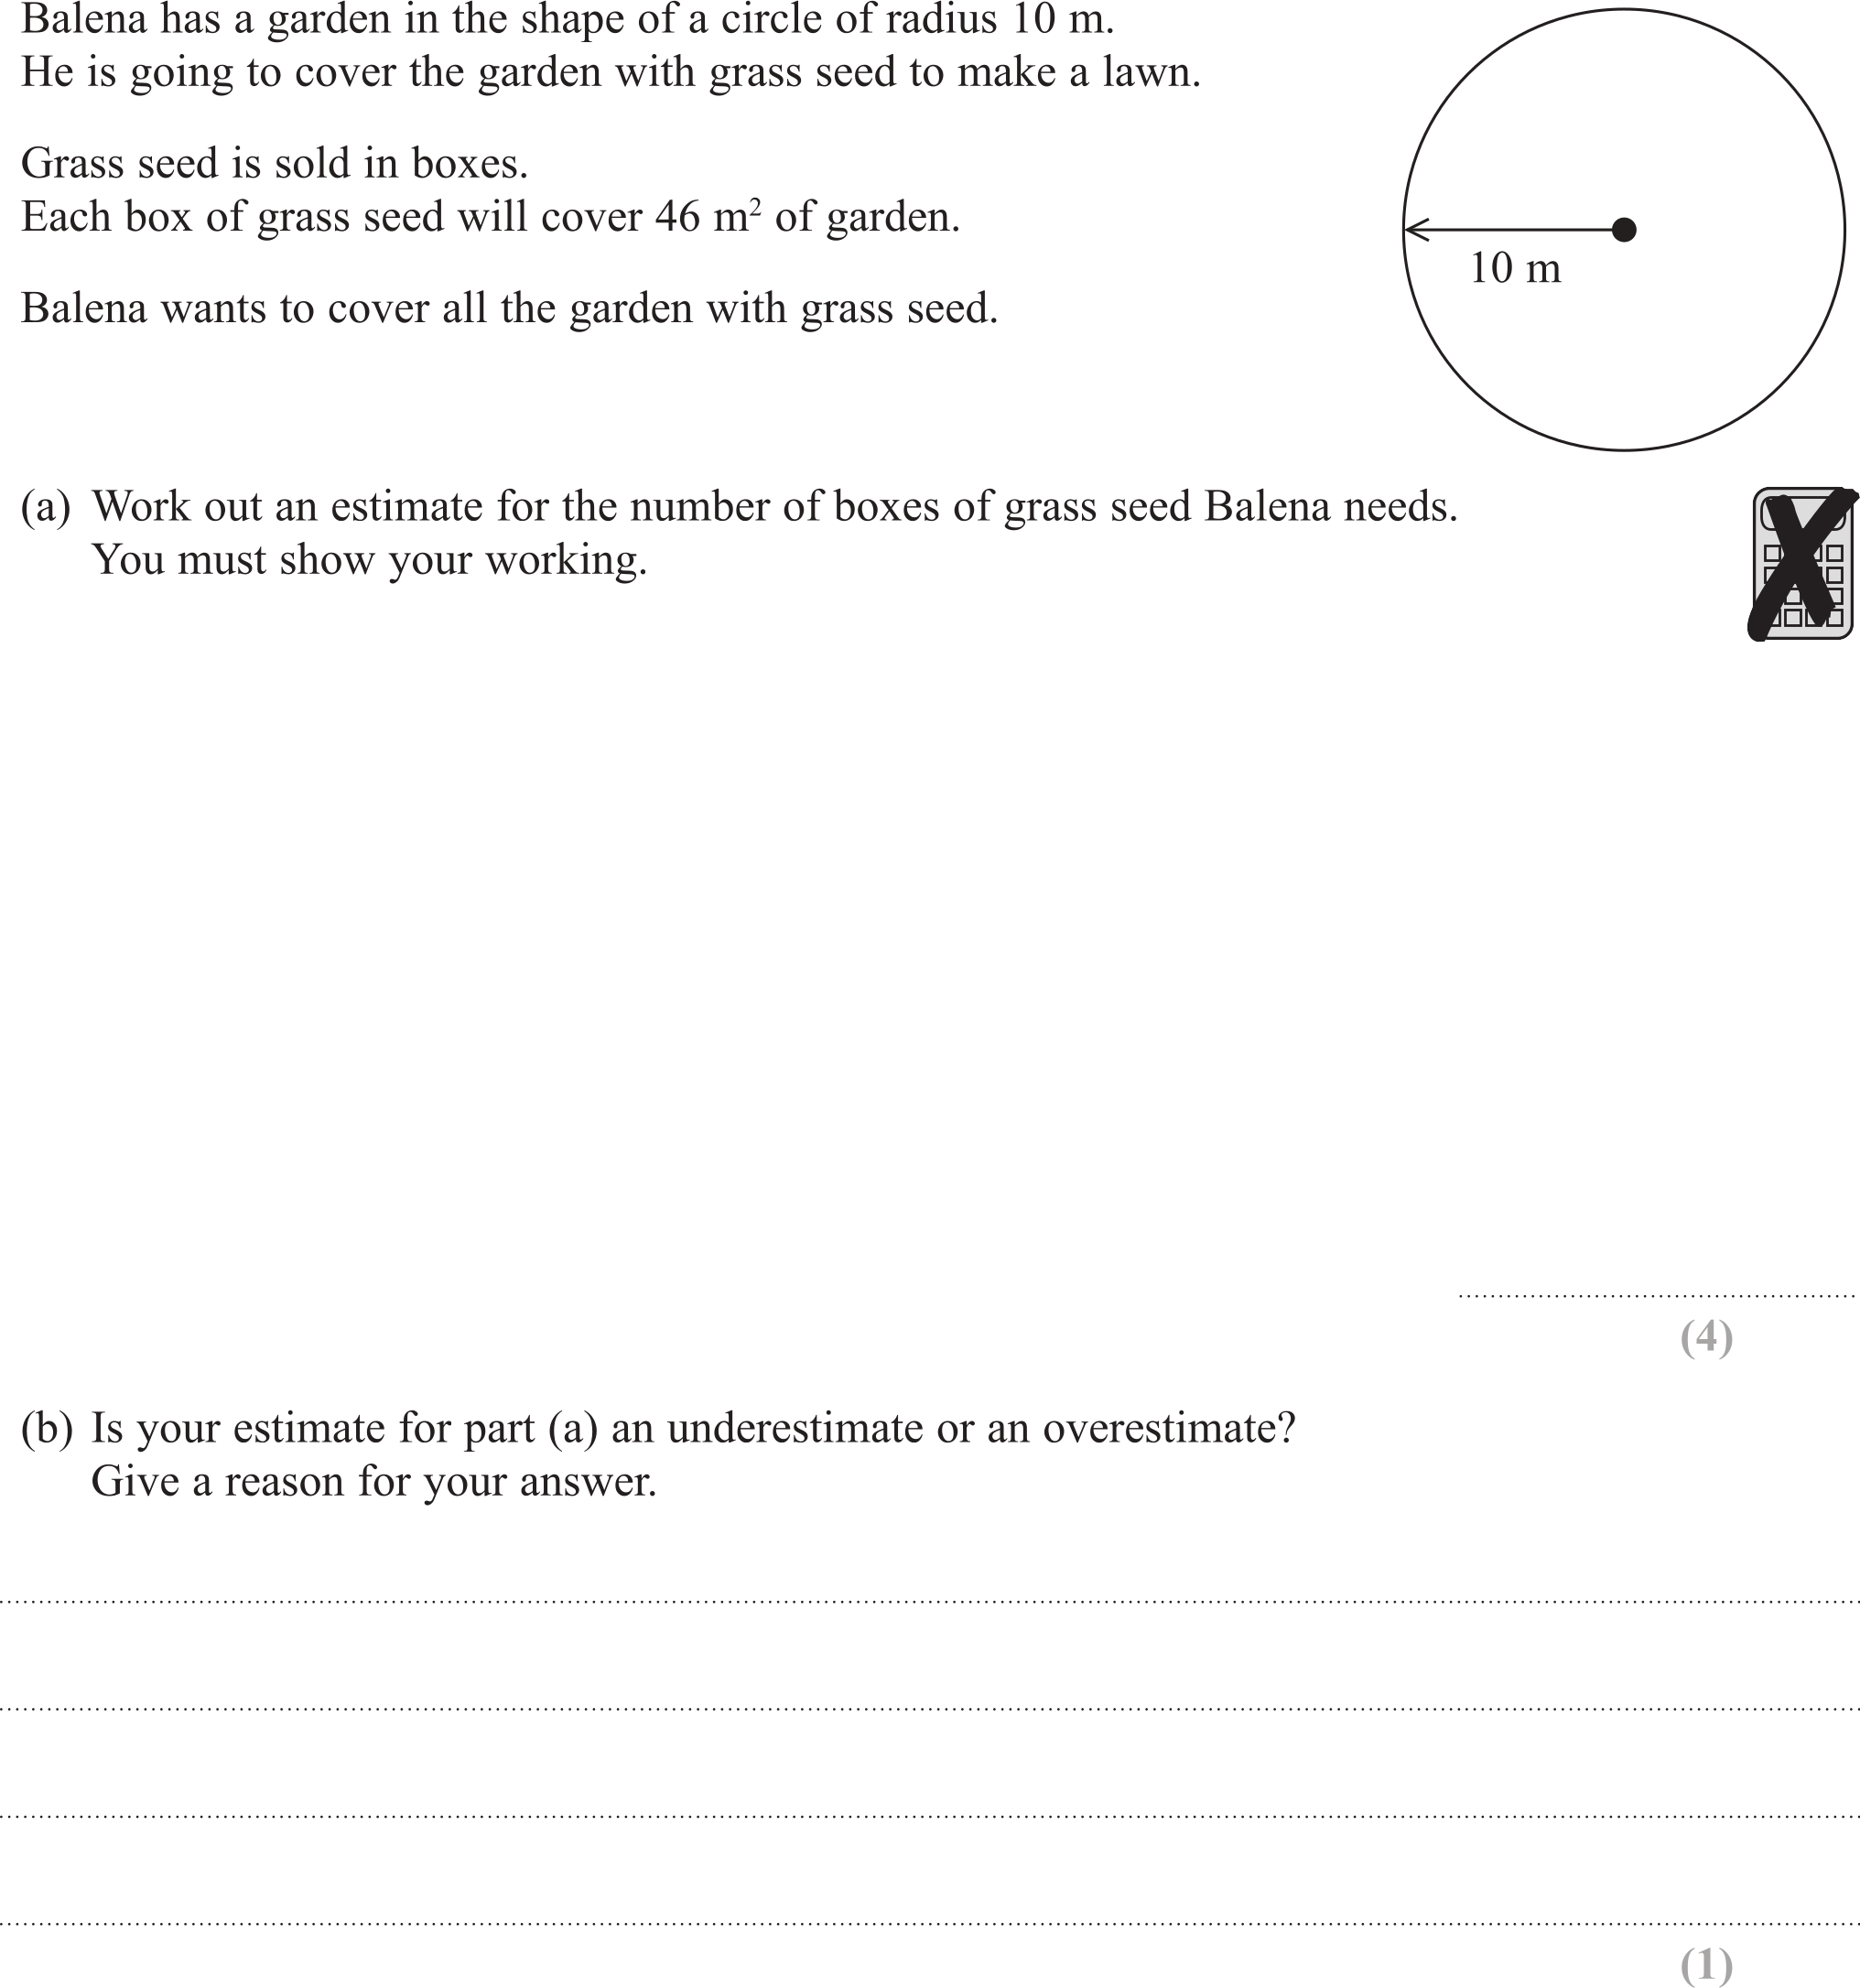 Balena has a garden in the shape of a circle of radius 10 m.
He is going to cover the garden with grass seed to make a lawn.
Grass seed is sold in boxes.
Each box of grass seed will cover 46 m² of garden.
Balena wants to cover all the garden with grass seed.
10 m
(a) Work out an estimate for the number of boxes of grass seed Balena needs.
You must show your working.
(4)
(b) Is your estimate for part (a) an underestimate or an overestimate?
Give a reason for your answer.
(1)